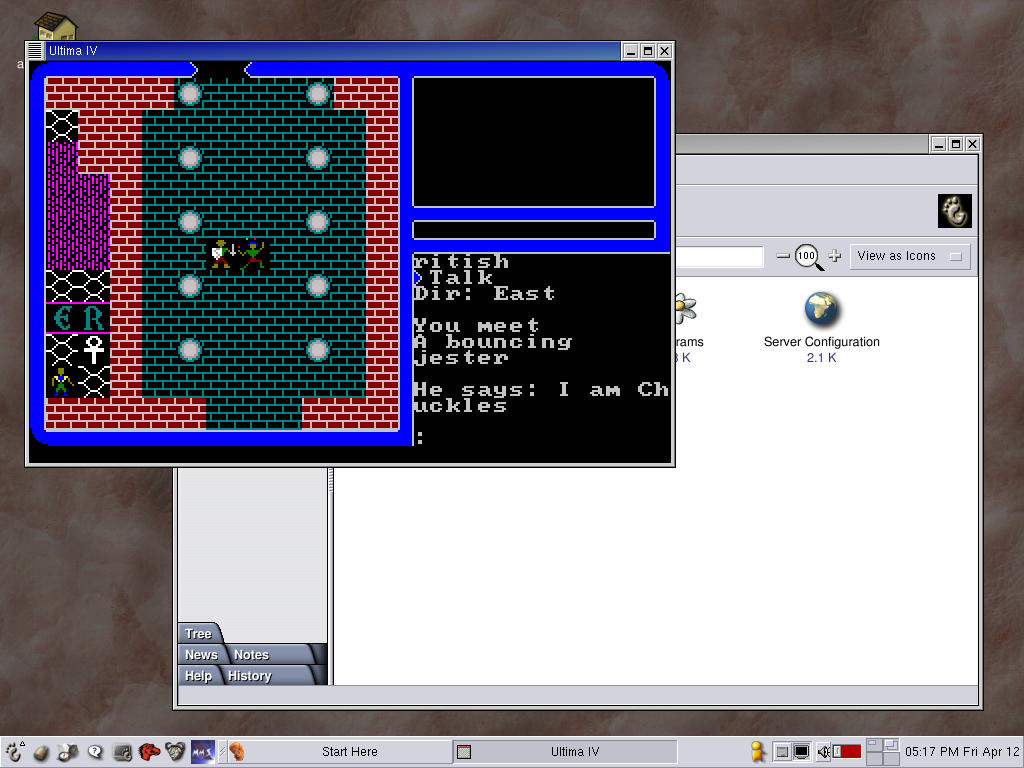 Ultima IV
ritish
Talk
Dir: East
You meet
A bouncing
jester
He says: I am Ch
uckles
:
E R
100
View as Icons
rams
Server Configuration
2.1 K
Tree
News
Notes
Help
History
MMS
Start Here
Ultima IV
05:17 PM Fri Apr 12